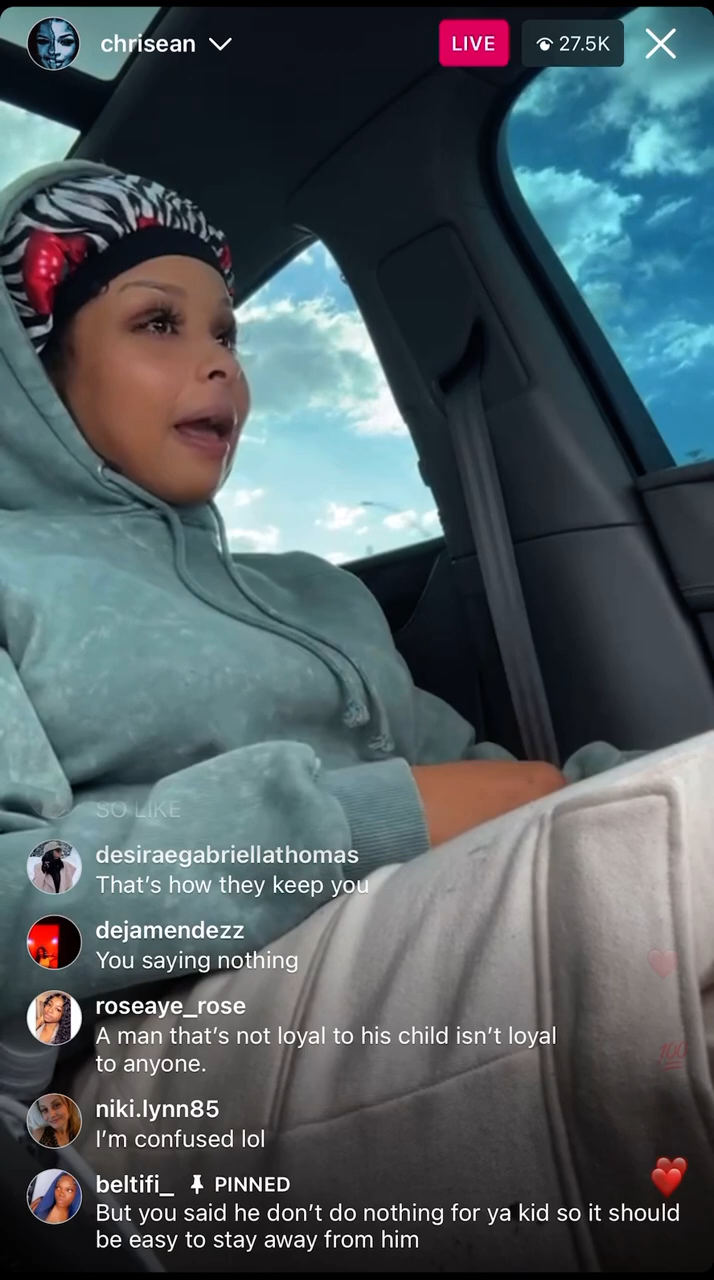 chrisean
LIVE
27.5K
SO LIKE
desiraegabriellathomas
That’s how they keep you
dejamendezz
You saying nothing
roseaye_rose
A man that’s not loyal to his child isn’t loyal
to anyone.
niki.lynn85
I’m confused lol
beltifi_ PINNED
But you said he don’t do nothing for ya kid so it should
be easy to stay away from him
100